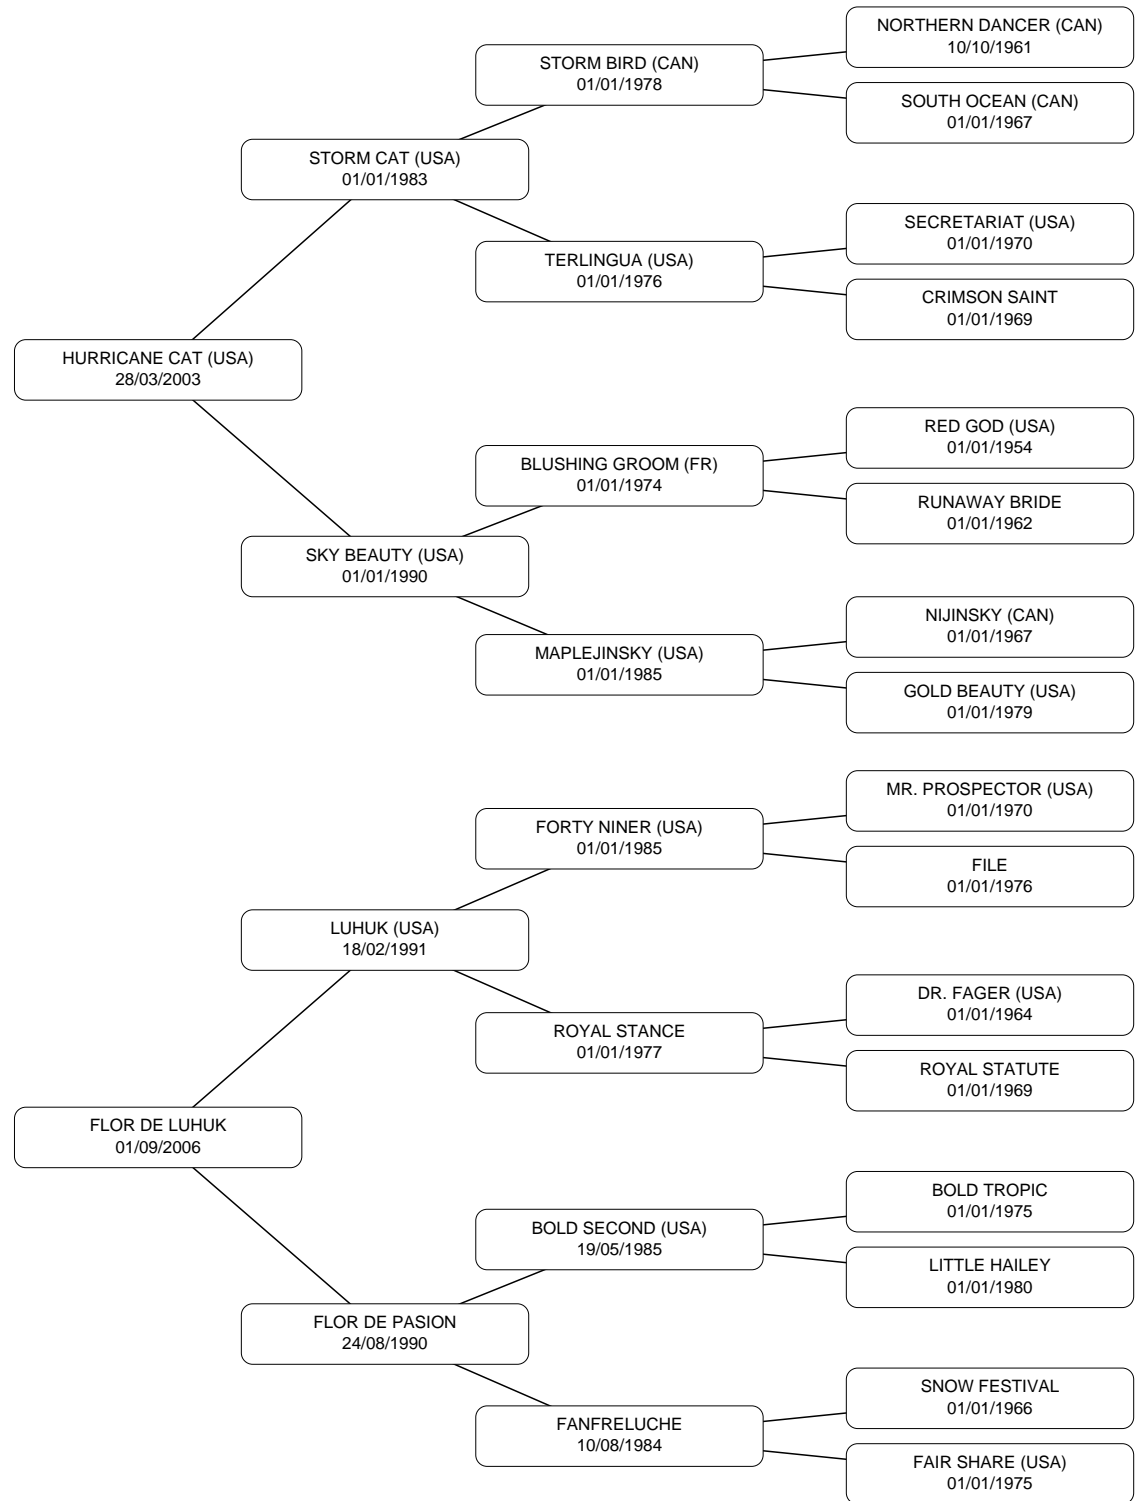 NORTHERN DANCER (CAN)
10/10/1961
STORM BIRD (CAN)
01/01/1978
SOUTH OCEAN (CAN)
01/01/1967
STORM CAT (USA)
01/01/1983
SECRETARIAT (USA)
01/01/1970
TERLINGUA (USA)
01/01/1976
CRIMSON SAINT
01/01/1969
HURRICANE CAT (USA)
28/03/2003
RED GOD (USA)
01/01/1954
BLUSHING GROOM (FR)
01/01/1974
RUNAWAY BRIDE
01/01/1962
SKY BEAUTY (USA)
01/01/1990
NIJINSKY (CAN)
01/01/1967
MAPLEJINSKY (USA)
01/01/1985
GOLD BEAUTY (USA)
01/01/1979
MR. PROSPECTOR (USA)
01/01/1970
FORTY NINER (USA)
01/01/1985
FILE
01/01/1976
LUHUK (USA)
18/02/1991
DR. FAGER (USA)
01/01/1964
ROYAL STANCE
01/01/1977
ROYAL STATUTE
01/01/1969
FLOR DE LUHUK
01/09/2006
BOLD TROPIC
01/01/1975
BOLD SECOND (USA)
19/05/1985
LITTLE HAILEY
01/01/1980
FLOR DE PASION
24/08/1990
SNOW FESTIVAL
01/01/1966
FANFRELUCHE
10/08/1984
FAIR SHARE (USA)
01/01/1975